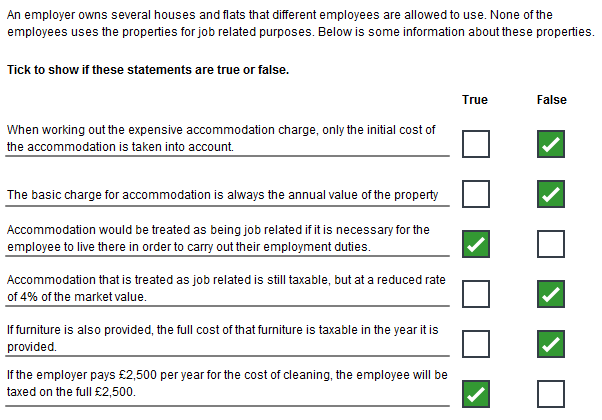 An employer owns several houses and flats that different employees are allowed to use. None of the
employees uses the properties for job related purposes. Below is some information about these properties.
Tick to show if these statements are true or false.
True False
When working out the expensive accommodation charge, only the initial cost of
the accommodation is taken into account.
The basic charge for accommodation is always the annual value of the property
Accommodation would be treated as being job related if it is necessary for the
employee to live there in order to carry out their employment duties.
Accommodation that is treated as job related is still taxable, but at a reduced rate
of 4% of the market value.
If furniture is also provided, the full cost of that furniture is taxable in the year it is
provided.
If the employer pays £2,500 per year for the cost of cleaning, the employee will be
taxed on the full £2,500.